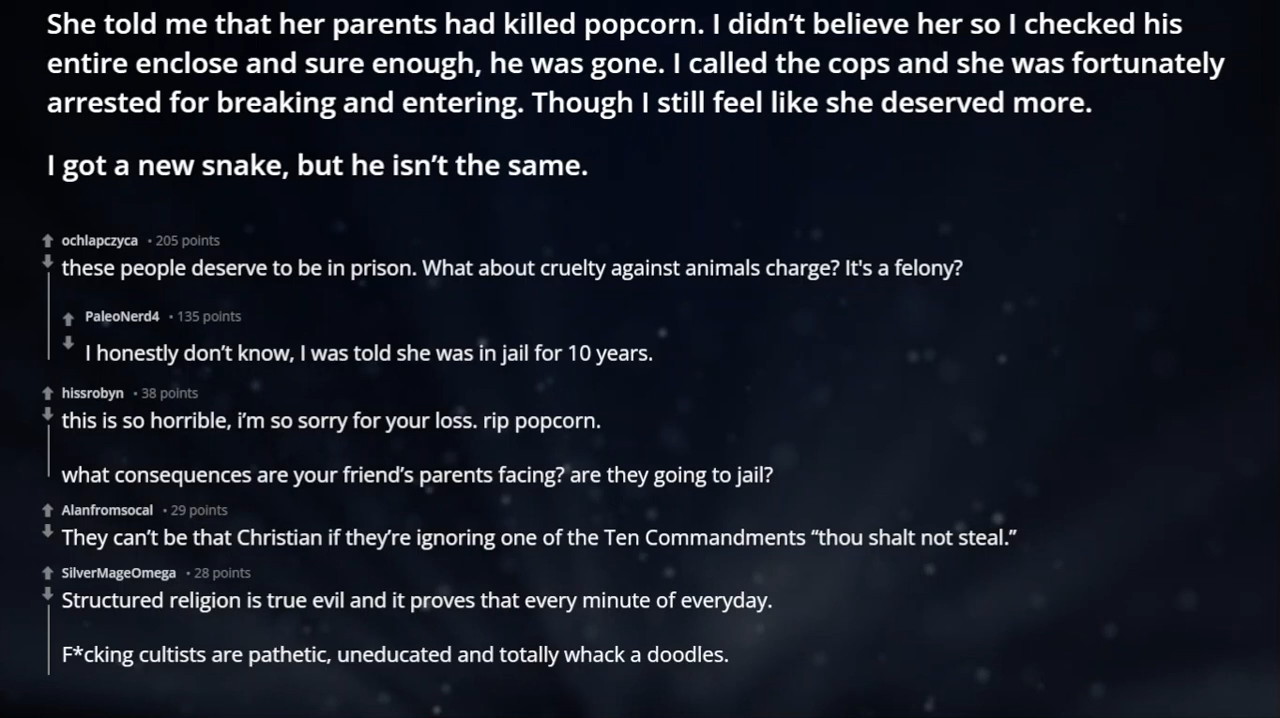 She told me that her parents had killed popcorn. I didn’t believe her so I checked his
entire enclose and sure enough, he was gone. I called the cops and she was fortunately
arrested for breaking and entering. Though I still feel like she deserved more.
I got a new snake, but he isn’t the same.
ochlapczyca • 205 points
these people deserve to be in prison. What about cruelty against animals charge? It's a felony?
PaleoNerd4 • 135 points
I honestly don’t know, I was told she was in jail for 10 years.
hissrobyn • 38 points
this is so horrible, i’m so sorry for your loss. rip popcorn.
what consequences are your friend’s parents facing? are they going to jail?
Alanfromsocal • 29 points
They can’t be that Christian if they’re ignoring one of the Ten Commandments “thou shalt not steal.”
SilverMageOmega • 28 points
Structured religion is true evil and it proves that every minute of everyday.
F*cking cultists are pathetic, uneducated and totally whack a doodles.